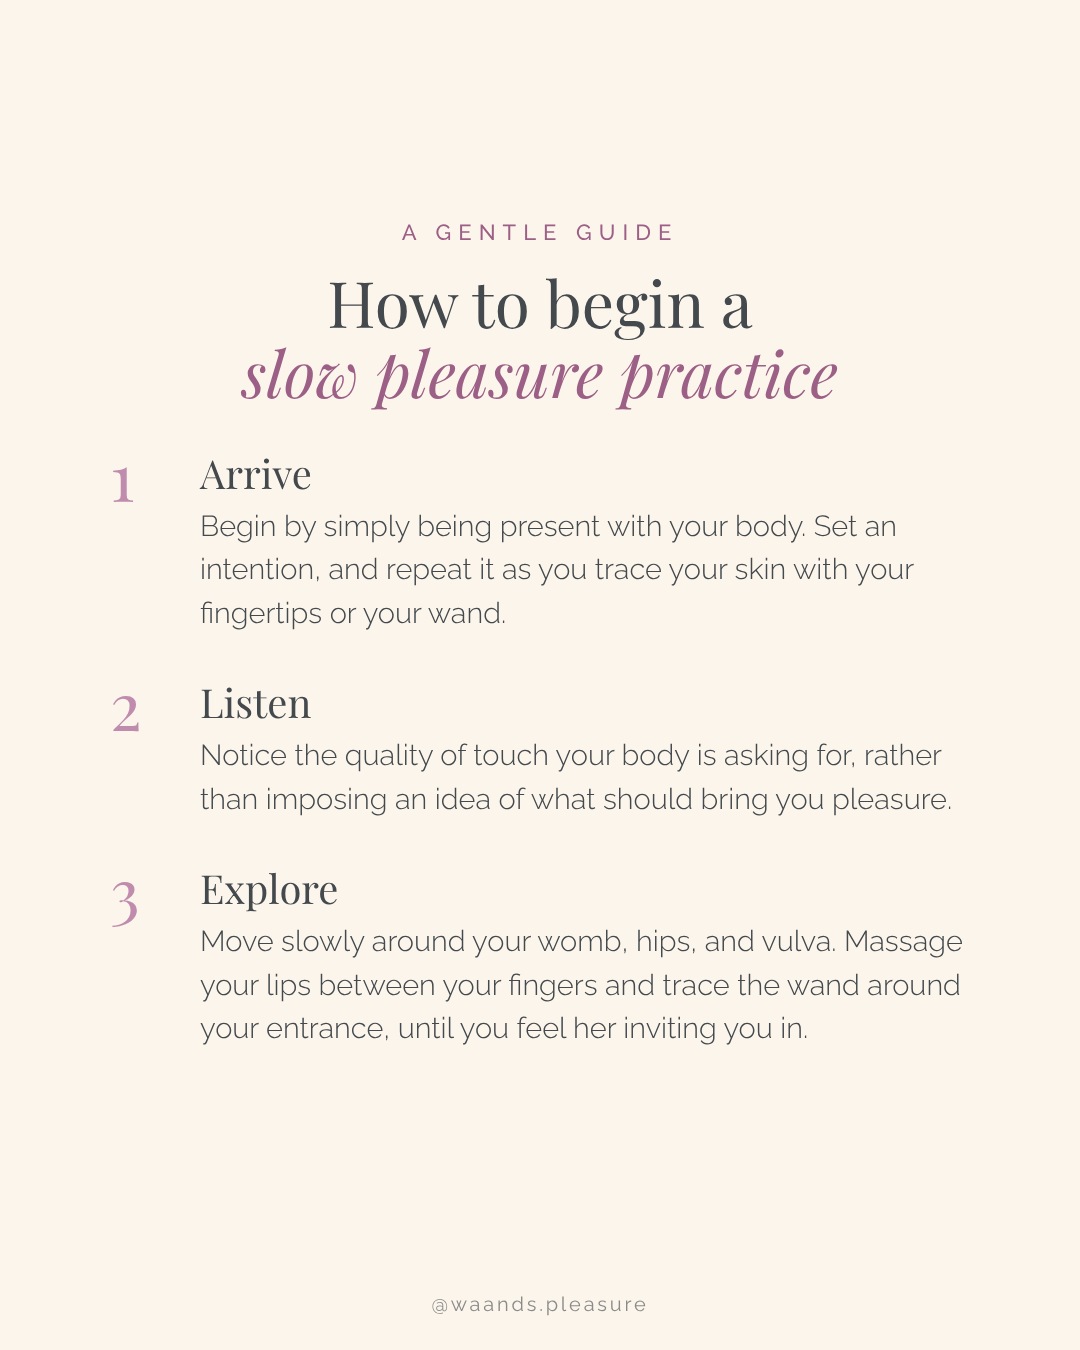 A GENTLE GUIDE
How to begin a
slow pleasure practice
1
Arrive
Begin by simply being present with your body. Set an
intention, and repeat it as you trace your skin with your
fingertips or your wand.
2
Listen
Notice the quality of touch your body is asking for, rather
than imposing an idea of what should bring you pleasure.
3
Explore
Move slowly around your womb, hips, and vulva. Massage
your lips between your fingers and trace the wand around
your entrance, until you feel her inviting you in.
@waands.pleasure